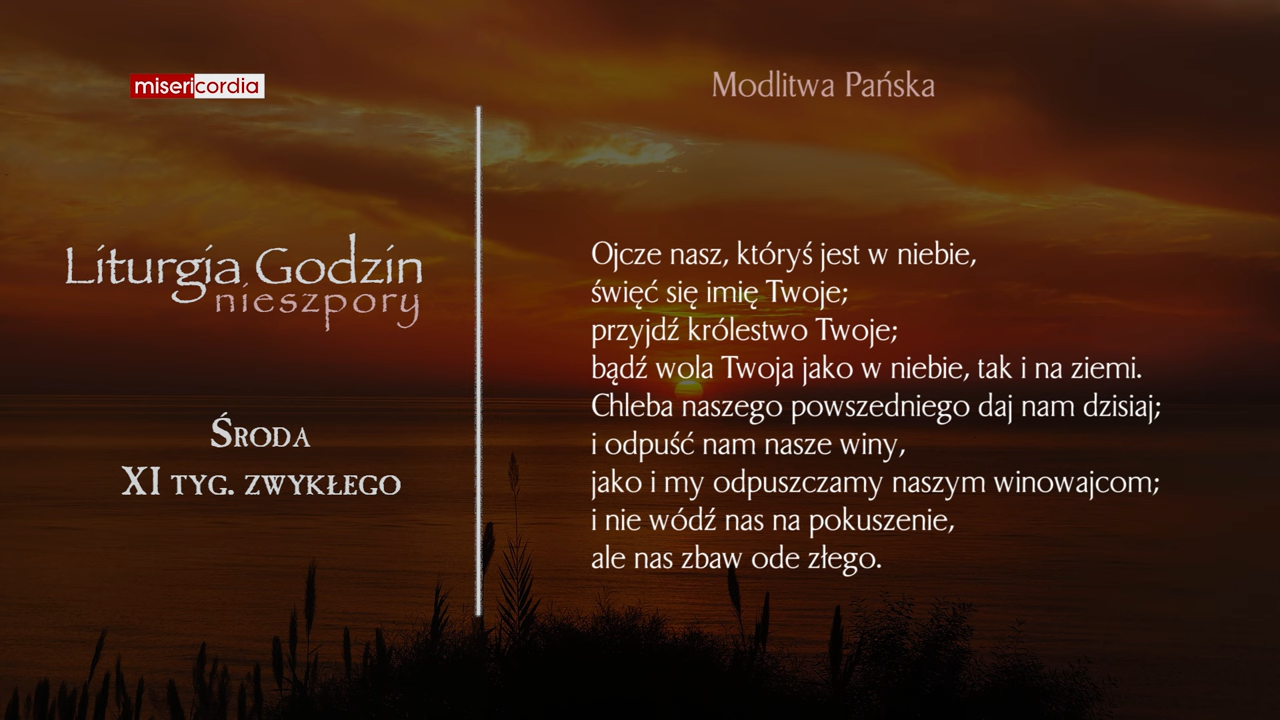 misericordia
Liturgia Godzin
nieszpory
Środa
XI tyg. zwykłego
Modlitwa Pańska
Ojcze nasz, któryś jest w niebie,
święć się imię Twoje;
przyjdź królestwo Twoje;
bądź wola Twoja jako w niebie, tak i na ziemi.
Chleba naszego powszedniego daj nam dzisiaj;
i odpuść nam nasze winy,
jako i my odpuszczamy naszym winowajcom;
i nie wódź nas na pokuszenie,
ale nas zbaw ode złego.